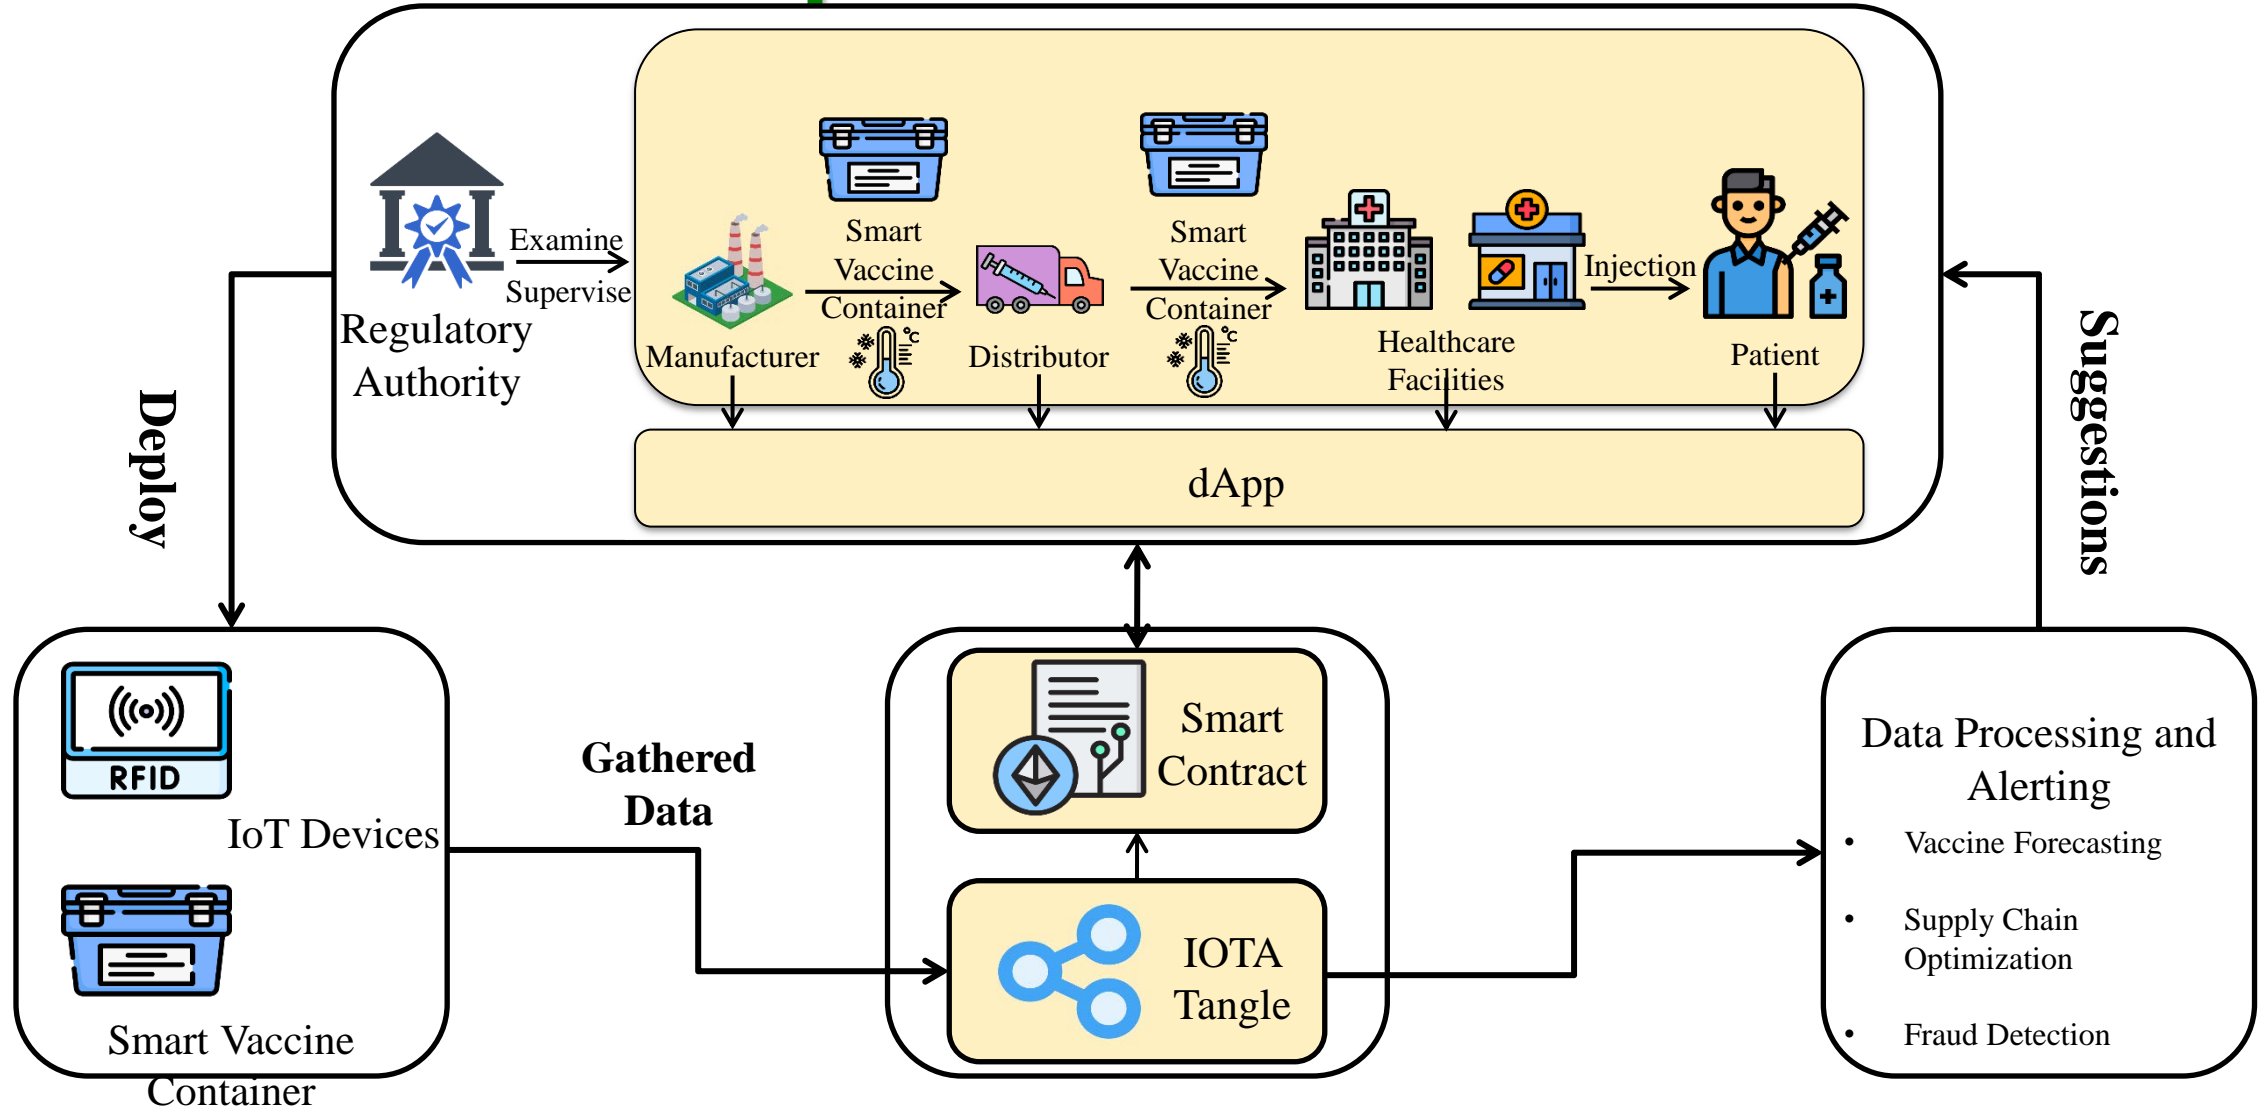 Examine
Supervise
Regulatory
Authority
Manufacturer
Smart
Vaccine
Container
°C
Distributor
Smart
Vaccine
Container
°C
Healthcare
Facilities
Injection
Patient
dApp
Deploy
Suggestions
RFID
IoT Devices
Smart Vaccine
Container
Gathered
Data
Smart
Contract
IOTA
Tangle
Data Processing and
Alerting
• Vaccine Forecasting
• Supply Chain
Optimization
• Fraud Detection